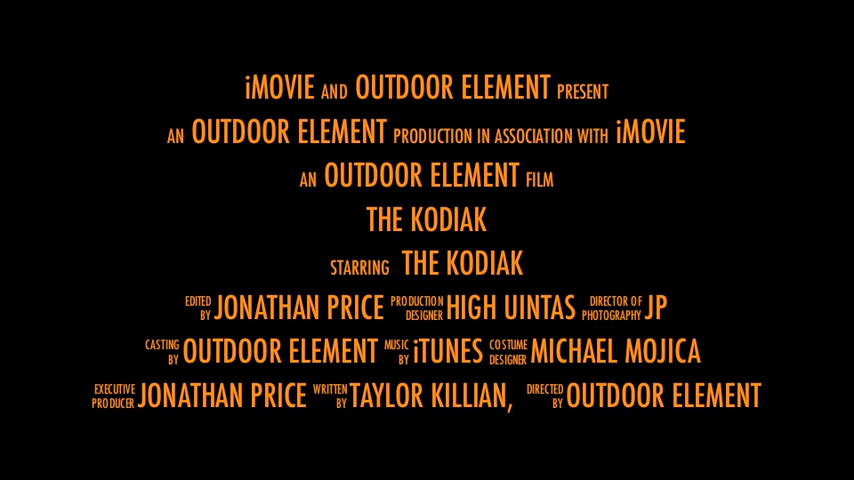 iMOVIE AND OUTDOOR ELEMENT PRESENT
AN OUTDOOR ELEMENT PRODUCTION IN ASSOCIATION WITH iMOVIE
AN OUTDOOR ELEMENT FILM
THE KODIAK
STARRING THE KODIAK
EDITED BY JONATHAN PRICE PRODUCTION DESIGNER HIGH UINTAS DIRECTOR OF PHOTOGRAPHY JP
CASTING BY OUTDOOR ELEMENT MUSIC BY iTUNES COSTUME DESIGNER MICHAEL MOJICA
EXECUTIVE PRODUCER JONATHAN PRICE WRITTEN BY TAYLOR KILLIAN, DIRECTED BY OUTDOOR ELEMENT